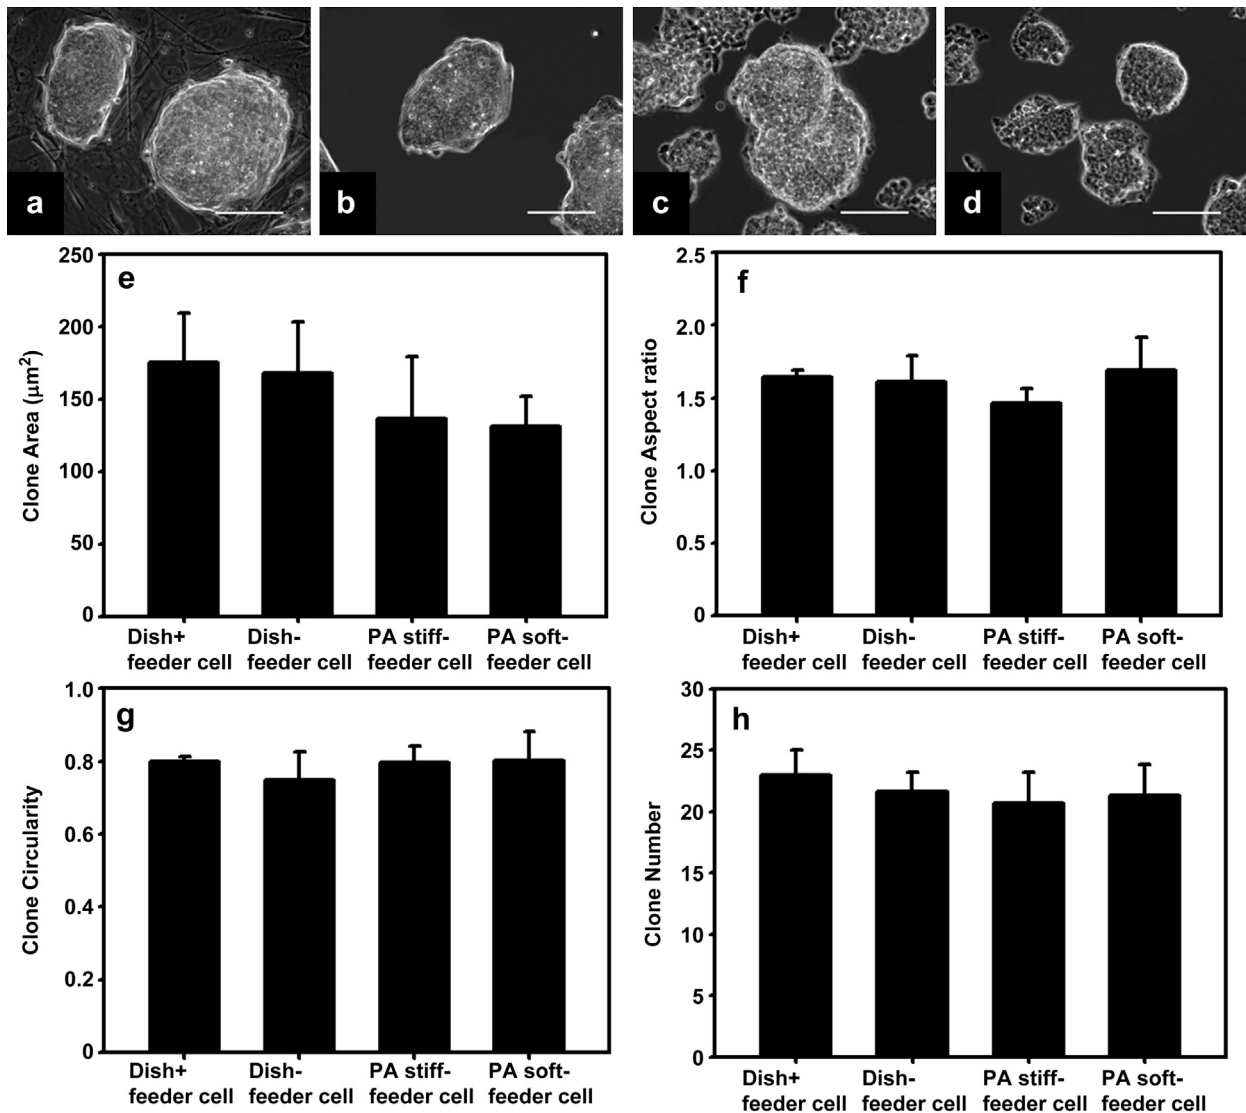 a
b
c
d
e
250
200
150
100
50
0
Clone Area (μm²)
Dish+ Dish- PA stiff- PA soft-
feeder cell feeder cell feeder cell feeder cell
f
2.5
2.0
1.5
1.0
0.5
0
Clone Aspect ratio
Dish+ Dish- PA stiff- PA soft-
feeder cell feeder cell feeder cell feeder cell
g
1.0
0.8
0.6
0.4
0.2
0
Clone Circularity
Dish+ Dish- PA stiff- PA soft-
feeder cell feeder cell feeder cell feeder cell
h
30
25
20
15
10
5
0
Clone Number
Dish+ Dish- PA stiff- PA soft-
feeder cell feeder cell feeder cell feeder cell